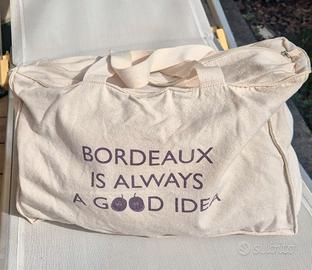 BORDEAUX
IS ALWAYS
A GOOD IDEA
subito